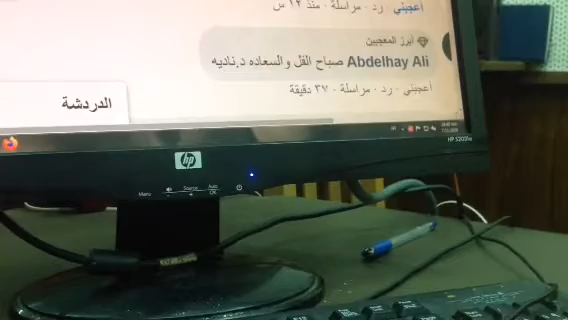 أعجبني · رد · مراسلة · منذ ١٢ س
أبرز المعجبين
Abdelhay Ali صباح الفل والسعاده د.ناديه
أعجبني · رد · مراسلة · ٣٧ دقيقة
الدردشة
hp
HP S2031w
Menu
Source
Auto
OK